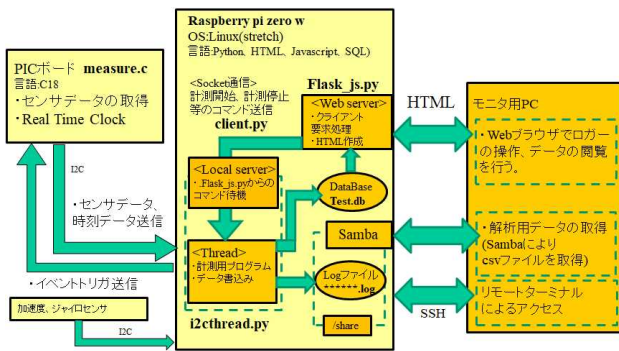 PICボード measure.c
言語:C18
・センサデータの取得
・Real Time Clock
I2C
・センサデータ、
時刻データ送信
・イベントトリガ送信
加速度、ジャイロセンサ
I2C
Raspberry pi zero w
OS:Linux(stretch)
言語:Python, HTML, Javascript, SQL)
<Socket通信>
計測開始、計測停止
等のコマンド送信
client.py
Flask_js.py
<Web server>
・クライアント
要求処理
・HTML作成
<Local server>
・.Flask_js.pyからの
コマンド待機
DataBase
Test.db
<Thread>
・計測用プログラム
・データ書込み
i2cthread.py
Samba
Logファイル
******.log
/share
HTML
SSH
モニタ用PC
・Webブラウザでロガー
の操作、データの閲覧
を行う。
・解析用データの取得
(Sambaにより
csvファイルを取得)
リモートターミナル
によるアクセス